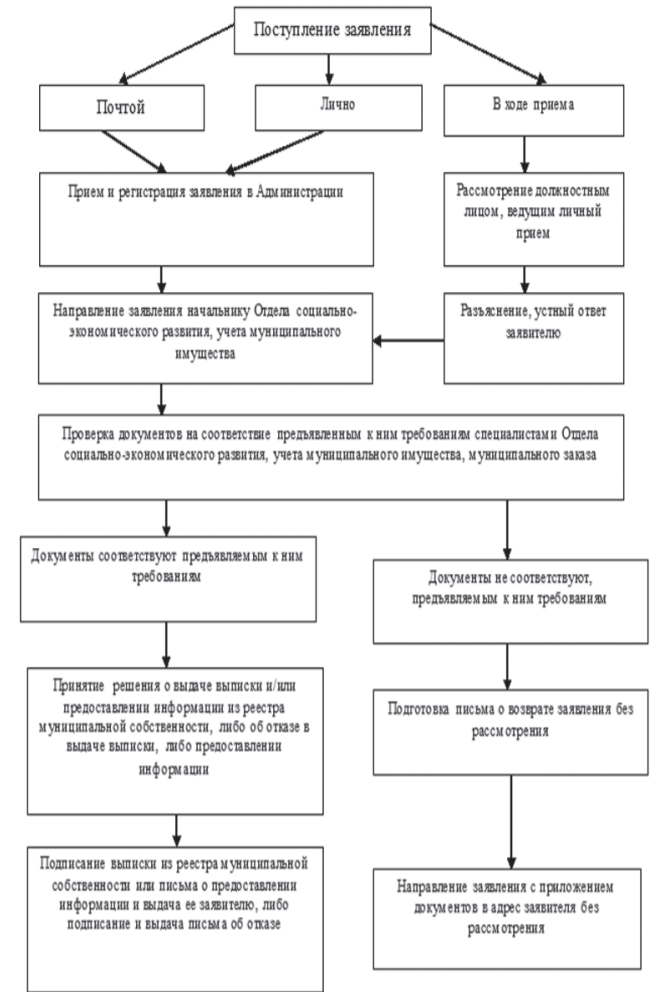 Поступление заявления
Почтой
Лично
В ходе приема
Прием и регистрация заявления в Администрации
Рассмотрение должностным
лицом, ведущим личный
прием
Направление заявления начальнику Отдела социально-
экономического развития, учета муниципального
имущества
Разъяснение, устный ответ
заявителю
Проверка документов на соответствие предъявленным к ним требованиям специалистами Отдела
социально-экономического развития, учета муниципального имущества, муниципального заказа
Документы соответствуют предъявляемым к ним
требованиям
Документы не соответствуют,
предъявляемым к ним требованиям
Принятие решения о выдаче выписки и/или
предоставлении информации из реестра
муниципальной собственности, либо об отказе в
выдаче выписки, либо предоставлении
информации
Подготовка письма о возврате заявления без
рассмотрения
Подписание выписки из реестра муниципальной
собственности или письма о предоставлении
информации и выдача ее заявителю, либо
подписание и выдача письма об отказе
Направление заявления с приложением
документов в адрес заявителя без
рассмотрения